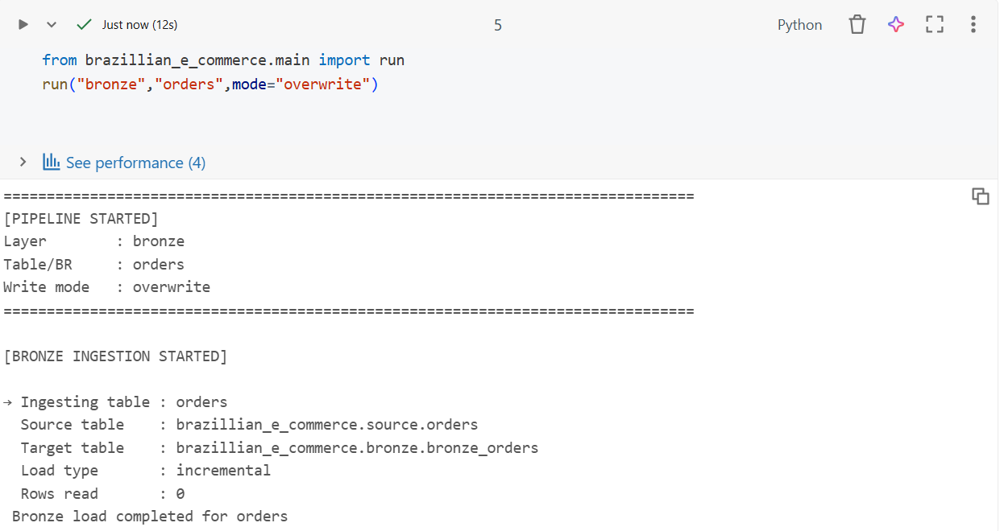 Just now (12s)
5
Python
from brazillian_e_commerce.main import run
run("bronze","orders",mode="overwrite")
See performance (4)
================================================================================
[PIPELINE STARTED]
Layer        : bronze
Table/BR     : orders
Write mode   : overwrite
================================================================================
[BRONZE INGESTION STARTED]
→ Ingesting table : orders
  Source table    : brazillian_e_commerce.source.orders
  Target table    : brazillian_e_commerce.bronze.bronze_orders
  Load type       : incremental
  Rows read       : 0
 Bronze load completed for orders